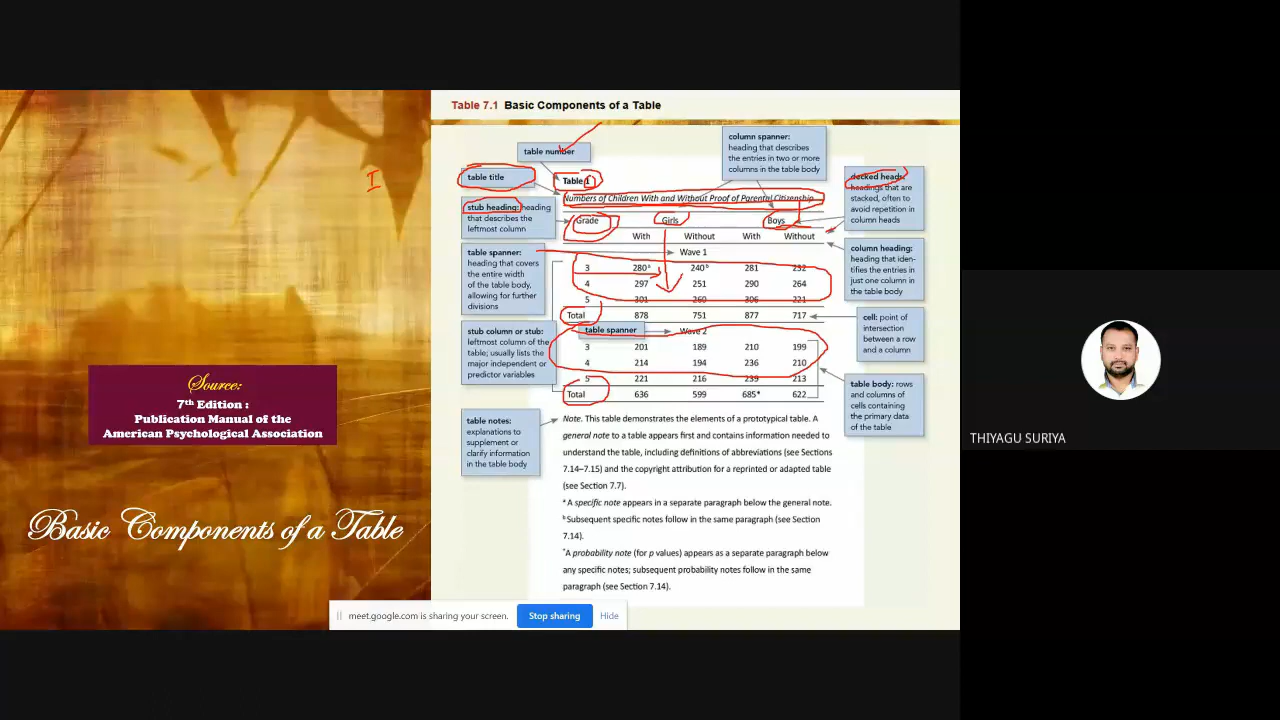 Table 7.1 Basic Components of a Table
table number
table title
stub heading: heading
that describes the
leftmost column
table spanner:
heading that covers
the entire width
of the table body,
allowing for further
divisions
stub column or stub:
leftmost column of the
table; usually lists the
major independent or
predictor variables
table notes:
explanations to
supplement or
clarify information
in the table body
column spanner:
heading that describes
the entries in two or more
columns in the table body
decked heads:
headings that are
stacked, often to
avoid repetition in
column heads
column heading:
heading that iden-
tifies the entries in
just one column in
the table body
cell: point of
intersection
between a row
and a column
table body: rows
and columns of
cells containing
the primary data
of the table
Table 1
Numbers of Children With and Without Proof of Parental Citizenship
Grade Girls Boys
With Without With Without
Wave 1
3 280ᵃ 240ᵇ 281 232
4 297 251 290 264
5 301 260 306 221
Total 878 751 877 717
table spanner Wave 2
3 201 189 210 199
4 214 194 236 210
5 221 216 239 213
Total 636 599 685* 622
Note. This table demonstrates the elements of a prototypical table. A
general note to a table appears first and contains information needed to
understand the table, including definitions of abbreviations (see Sections
7.14–7.15) and the copyright attribution for a reprinted or adapted table
(see Section 7.7).
ᵃ A specific note appears in a separate paragraph below the general note.
ᵇ Subsequent specific notes follow in the same paragraph (see Section
7.14).
*A probability note (for p values) appears as a separate paragraph below
any specific notes; subsequent probability notes follow in the same
paragraph (see Section 7.14).
Source:
7th Edition :
Publication Manual of the
American Psychological Association
Basic Components of a Table
meet.google.com is sharing your screen. Stop sharing Hide
THIYAGU SURIYA